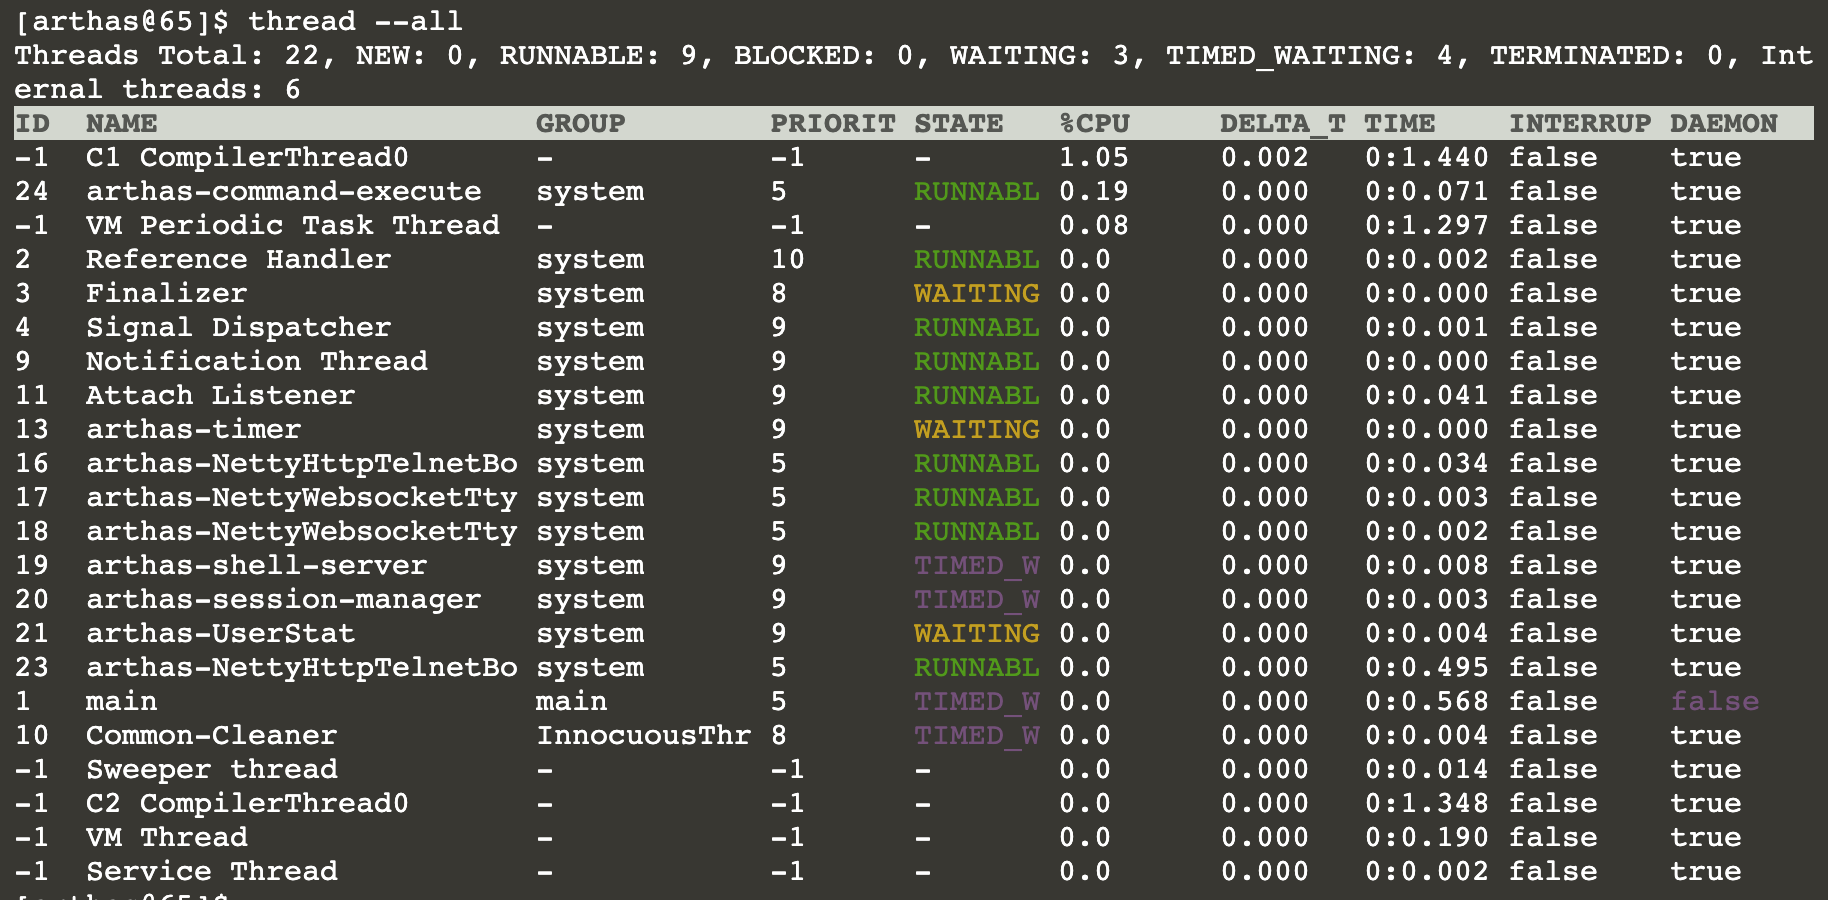 [arthas@65]$ thread --all
Threads Total: 22, NEW: 0, RUNNABLE: 9, BLOCKED: 0, WAITING: 3, TIMED_WAITING: 4, TERMINATED: 0, Int
ernal threads: 6
ID NAME GROUP PRIORIT STATE %CPU DELTA_T TIME INTERRUP DAEMON
-1 C1 CompilerThread0 - -1 - 1.05 0.002 0:1.440 false true
24 arthas-command-execute system 5 RUNNABL 0.19 0.000 0:0.071 false true
-1 VM Periodic Task Thread - -1 - 0.08 0.000 0:1.297 false true
2 Reference Handler system 10 RUNNABL 0.0 0.000 0:0.002 false true
3 Finalizer system 8 WAITING 0.0 0.000 0:0.000 false true
4 Signal Dispatcher system 9 RUNNABL 0.0 0.000 0:0.001 false true
9 Notification Thread system 9 RUNNABL 0.0 0.000 0:0.000 false true
11 Attach Listener system 9 RUNNABL 0.0 0.000 0:0.041 false true
13 arthas-timer system 9 WAITING 0.0 0.000 0:0.000 false true
16 arthas-NettyHttpTelnetBo system 5 RUNNABL 0.0 0.000 0:0.034 false true
17 arthas-NettyWebsocketTty system 5 RUNNABL 0.0 0.000 0:0.003 false true
18 arthas-NettyWebsocketTty system 5 RUNNABL 0.0 0.000 0:0.002 false true
19 arthas-shell-server system 9 TIMED_W 0.0 0.000 0:0.008 false true
20 arthas-session-manager system 9 TIMED_W 0.0 0.000 0:0.003 false true
21 arthas-UserStat system 9 WAITING 0.0 0.000 0:0.004 false true
23 arthas-NettyHttpTelnetBo system 5 RUNNABL 0.0 0.000 0:0.495 false true
1 main main 5 TIMED_W 0.0 0.000 0:0.568 false false
10 Common-Cleaner InnocuousThr 8 TIMED_W 0.0 0.000 0:0.004 false true
-1 Sweeper thread - -1 - 0.0 0.000 0:0.014 false true
-1 C2 CompilerThread0 - -1 - 0.0 0.000 0:1.348 false true
-1 VM Thread - -1 - 0.0 0.000 0:0.190 false true
-1 Service Thread - -1 - 0.0 0.000 0:0.002 false true
[arthas@65]$